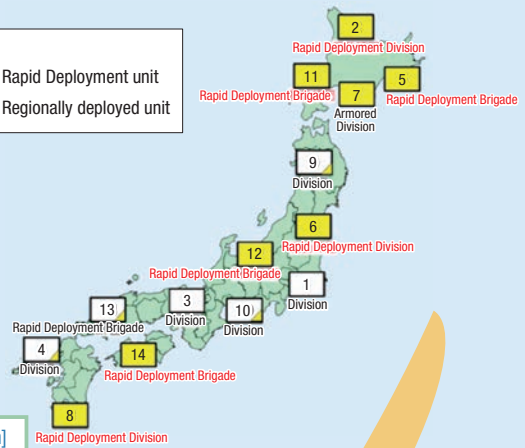 Rapid Deployment unit
Regionally deployed unit
2
Rapid Deployment Division
11
Rapid Deployment Brigade
7
Armored
Division
5
Rapid Deployment Brigade
9
Division
6
Rapid Deployment Division
12
Rapid Deployment Brigade
1
Division
3
Division
10
Division
13
Rapid Deployment Brigade
4
Division
14
Rapid Deployment Brigade
8
Rapid Deployment Division